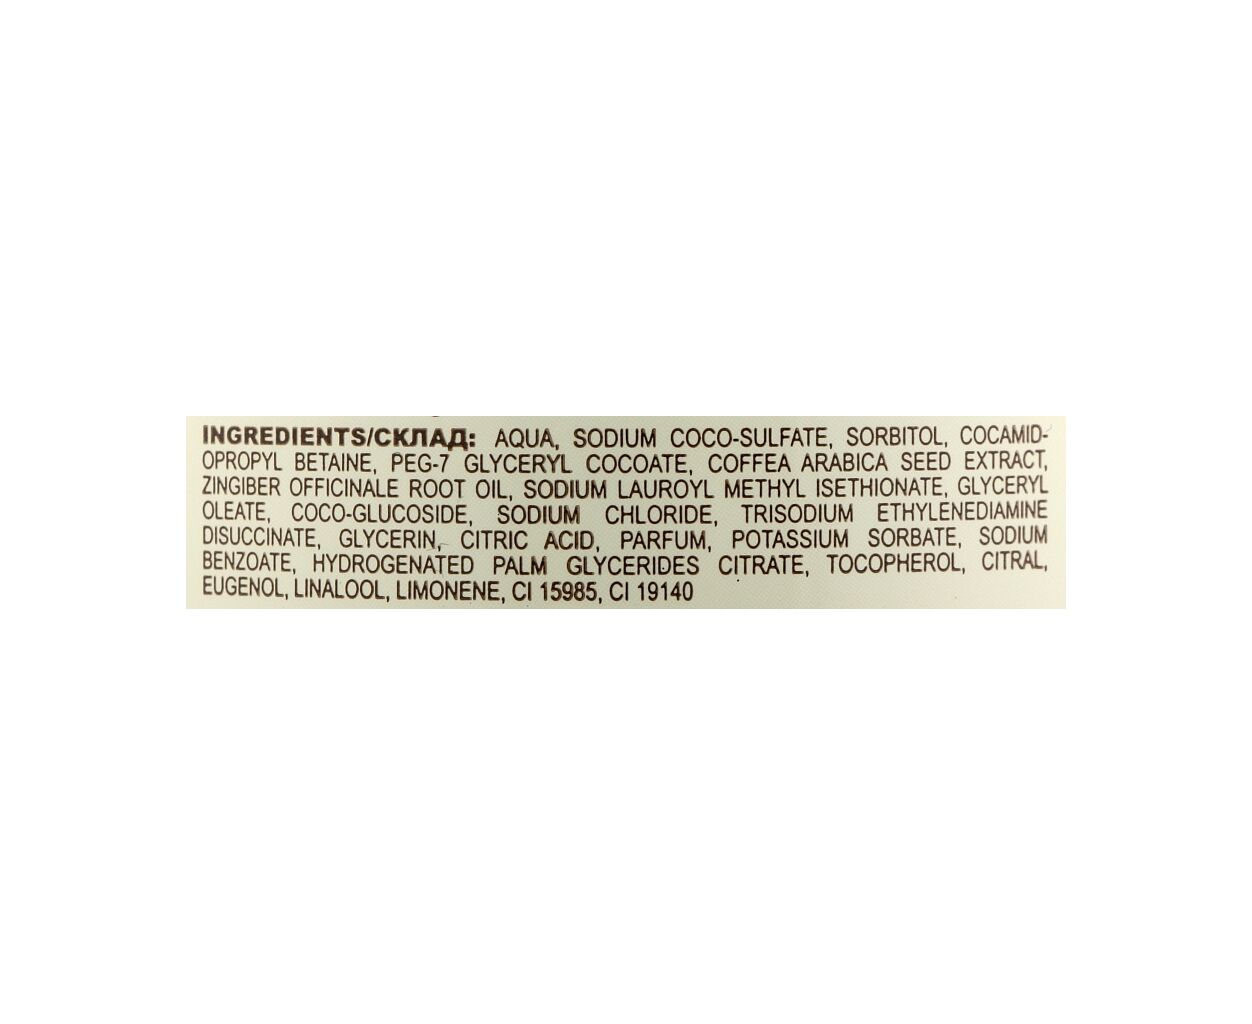 INGREDIENTS/СКЛАД: AQUA, SODIUM COCO-SULFATE, SORBITOL, COCAMID-
OPROPYL BETAINE, PEG-7 GLYCERYL COCOATE, COFFEA ARABICA SEED EXTRACT,
ZINGIBER OFFICINALE ROOT OIL, SODIUM LAUROYL METHYL ISETHIONATE, GLYCERYL
OLEATE, COCO-GLUCOSIDE, SODIUM CHLORIDE, TRISODIUM ETHYLENEDIAMINE
DISUCCINATE, GLYCERIN, CITRIC ACID, PARFUM, POTASSIUM SORBATE, SODIUM
BENZOATE, HYDROGENATED PALM GLYCERIDES CITRATE, TOCOPHEROL, CITRAL,
EUGENOL, LINALOOL, LIMONENE, CI 15985, CI 19140